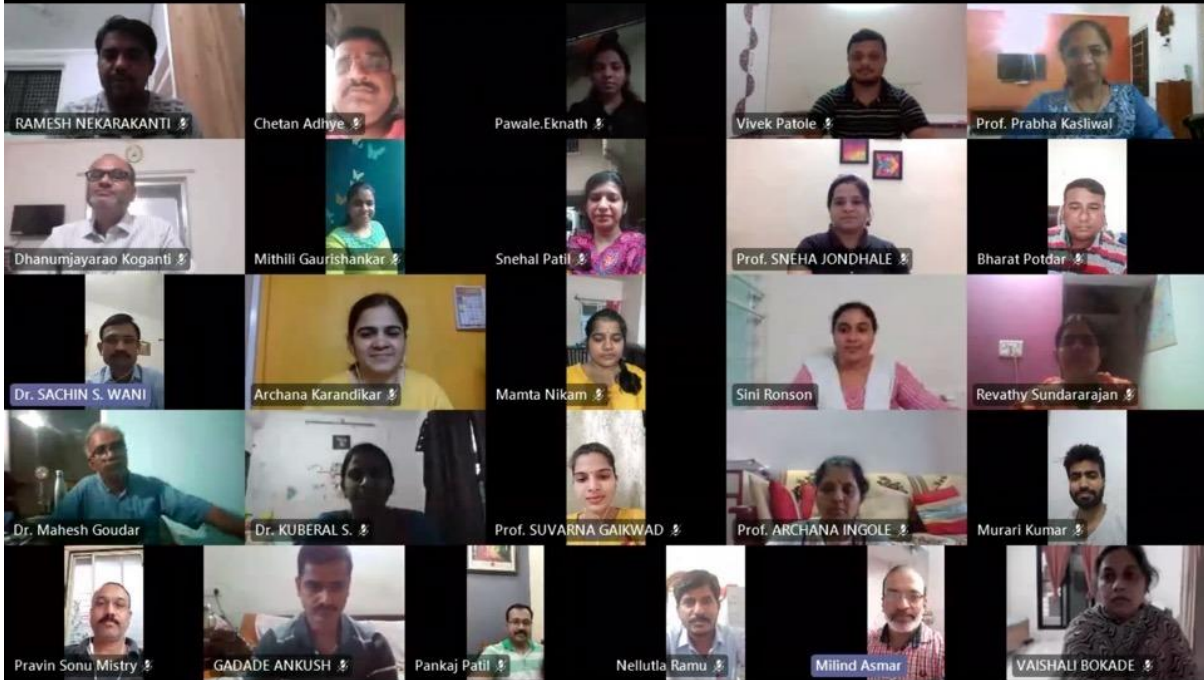 RAMESH NEKARAKANTI
Chetan Adhye
Pawale.Eknath
Vivek Patole
Prof. Prabha Kasliwal
Dhanumjayarao Koganti
Mithili Gaurishankar
Snehal Patil
Prof. SNEHA JONDHALE
Bharat Potdar
Dr. SACHIN S. WANI
Archana Karandikar
Mamta Nikam
Sini Ronson
Revathy Sundararajan
Dr. Mahesh Goudar
Dr. KUBERAL S.
Prof. SUVARNA GAIKWAD
Prof. ARCHANA INGOLE
Murari Kumar
Pravin Sonu Mistry
GADADE ANKUSH
Pankaj Patil
Nellutla Ramu
Milind Asmar
VAISHALI BOKADE